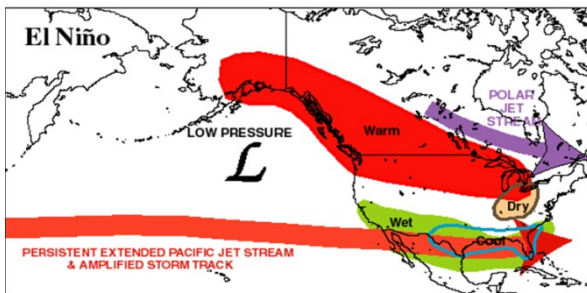 El Niño
POLAR
JET
STREAM
LOW PRESSURE
L
Warm
Dry
Wet
Cool
PERSISTENT EXTENDED PACIFIC JET STREAM
& AMPLIFIED STORM TRACK